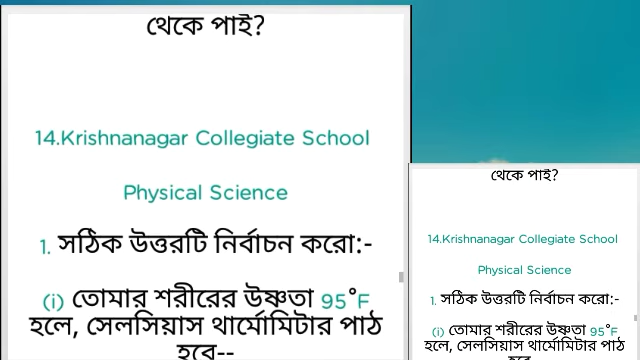 থেকে পাই?
14.Krishnanagar Collegiate School
Physical Science
1. সঠিক উত্তরটি নির্বাচন করো:-
(i) তোমার শরীরের উষ্ণতা 95°F
হলে, সেলসিয়াস থার্মোমিটার পাঠ
হবে--
থেকে পাই?
14.Krishnanagar Collegiate School
Physical Science
1. সঠিক উত্তরটি নির্বাচন করো:-
(i) তোমার শরীরের উষ্ণতা 95°F
হলে, সেলসিয়াস থার্মোমিটার পাঠ